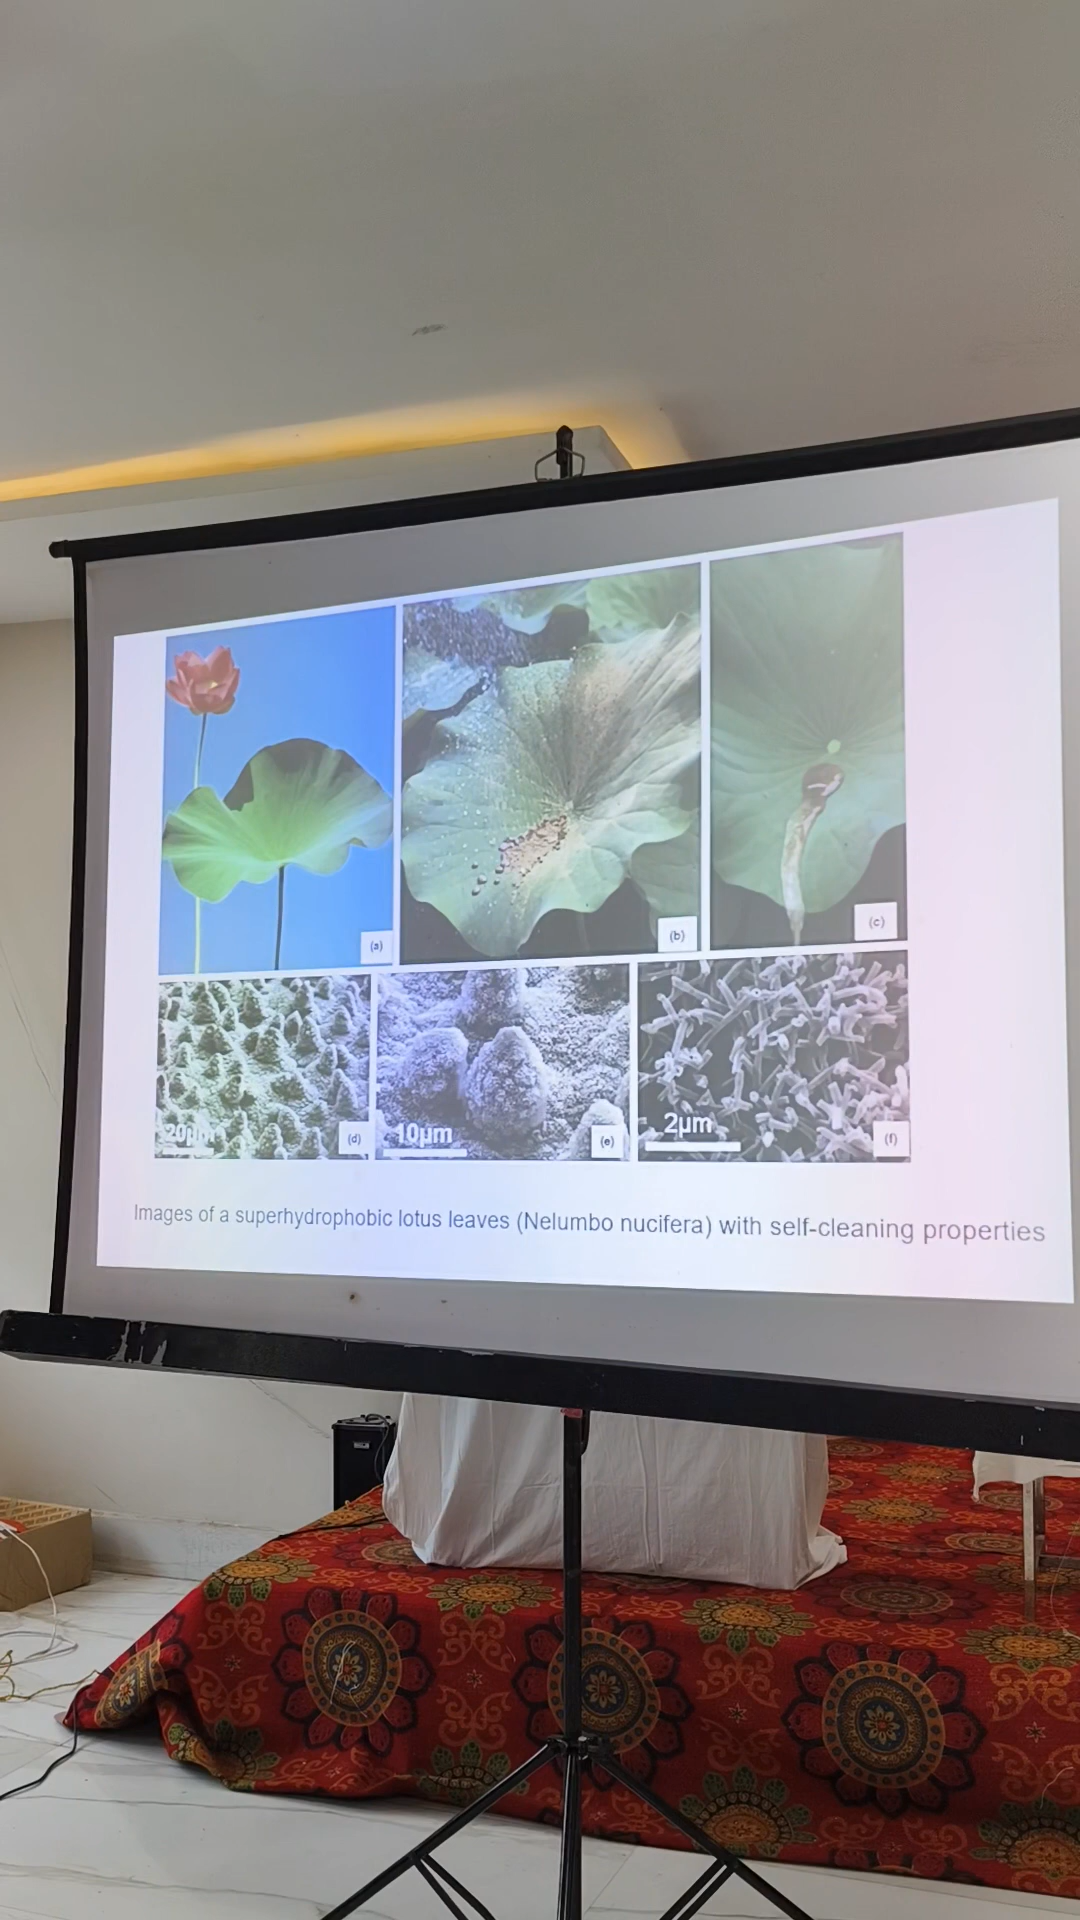 (a)
(b)
(c)
20µm
(d)
10µm
(e)
2µm
(f)
Images of a superhydrophobic lotus leaves (Nelumbo nucifera) with self-cleaning properties